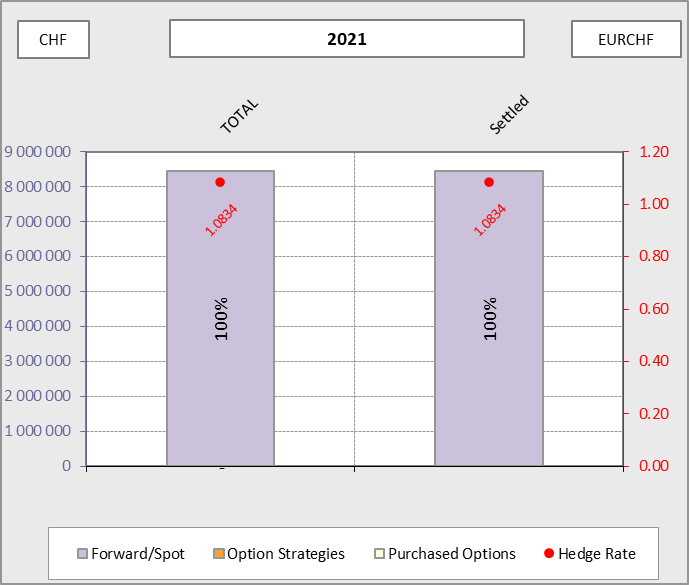 CHF
2021
EURCHF
TOTAL
Settled
9 000 000
8 000 000
7 000 000
6 000 000
5 000 000
4 000 000
3 000 000
2 000 000
1 000 000
0
1.0834
100%
1.0834
100%
1.20
1.00
0.80
0.60
0.40
0.20
0.00
Forward/Spot Option Strategies Purchased Options Hedge Rate